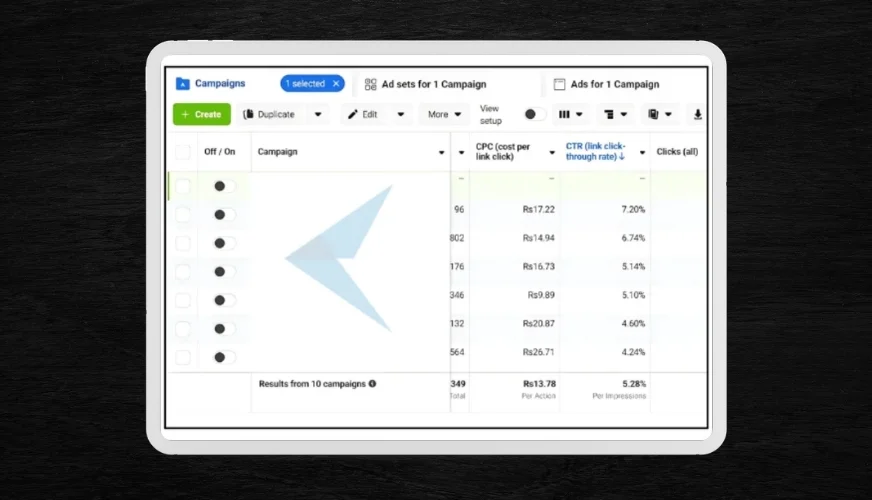 Campaigns
1 selected ×
Ad sets for 1 Campaign
Ads for 1 Campaign
+ Create
Duplicate
Edit
More
View
setup
Off / On
Campaign
CPC (cost per
link click)
CTR (link click-
through rate) ↓
Clicks (all)
– – –
96 Rs17.22 7.20%
802 Rs14.94 6.74%
176 Rs16.73 5.14%
346 Rs9.89 5.10%
132 Rs20.87 4.60%
564 Rs26.71 4.24%
Results from 10 campaigns
349 Rs13.78 5.28%
Total Per Action Per Impressions